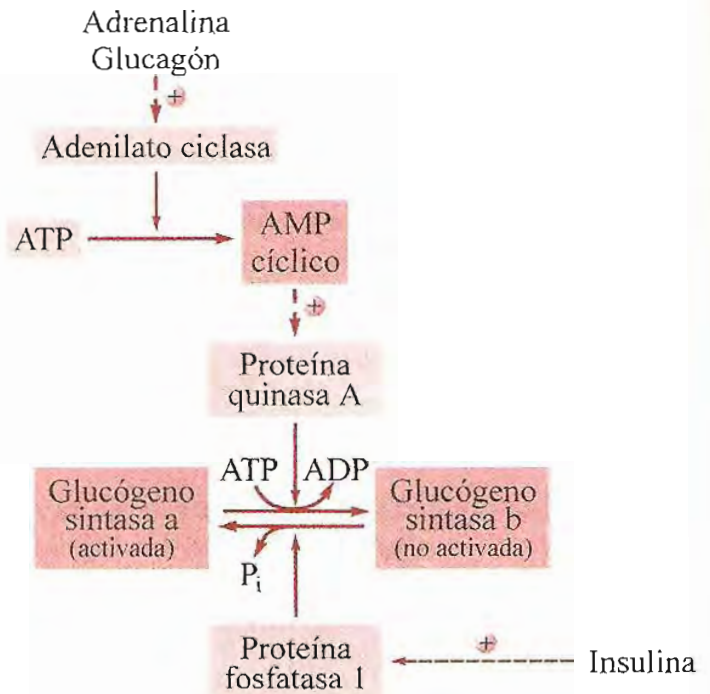 Adrenalina
Glucagón
+
Adenilato ciclasa
ATP
AMP
cíclico
+
Proteína
quinasa A
ATP ADP
Glucógeno
sintasa a
(activada)
Glucógeno
sintasa b
(no activada)
Pi
Proteína
fosfatasa 1
+
Insulina